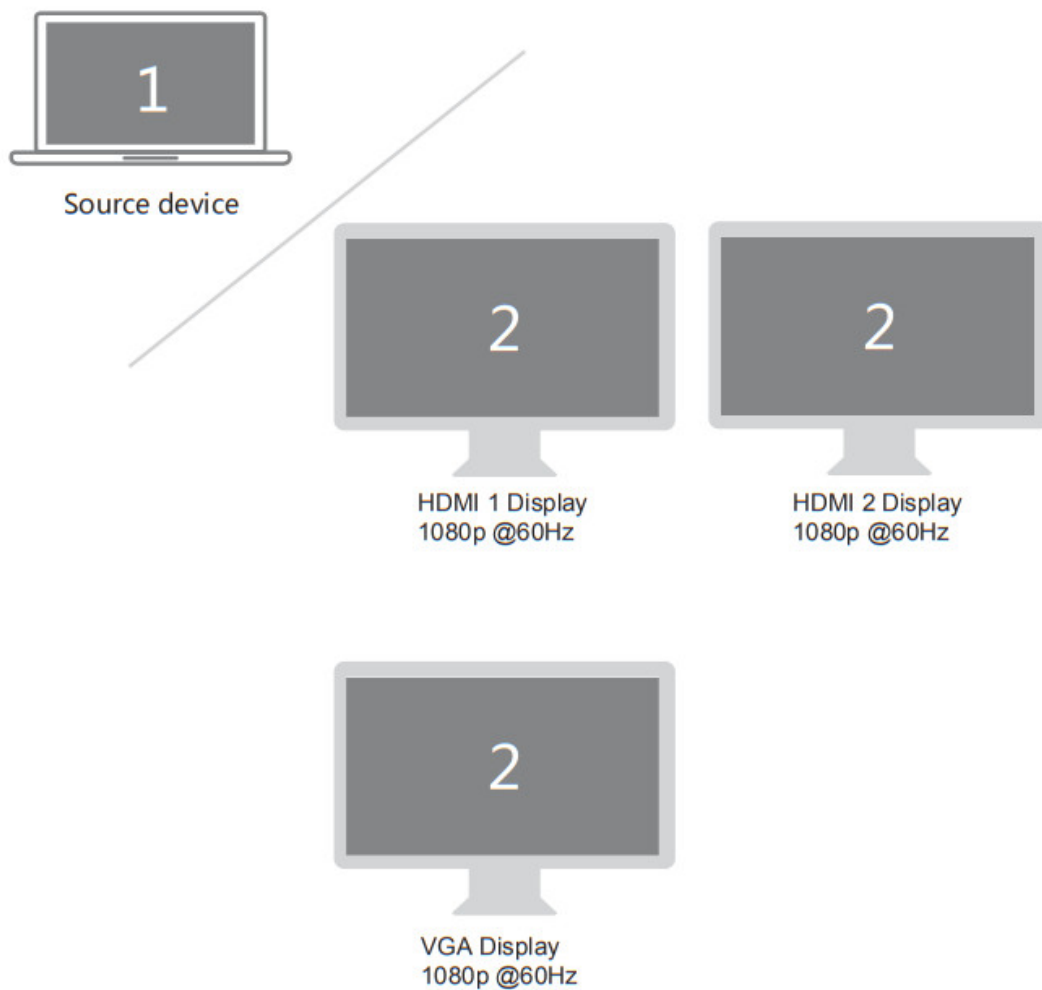 1
Source device
2
2
HDMI 1 Display
1080p @60Hz
HDMI 2 Display
1080p @60Hz
2
VGA Display
1080p @60Hz